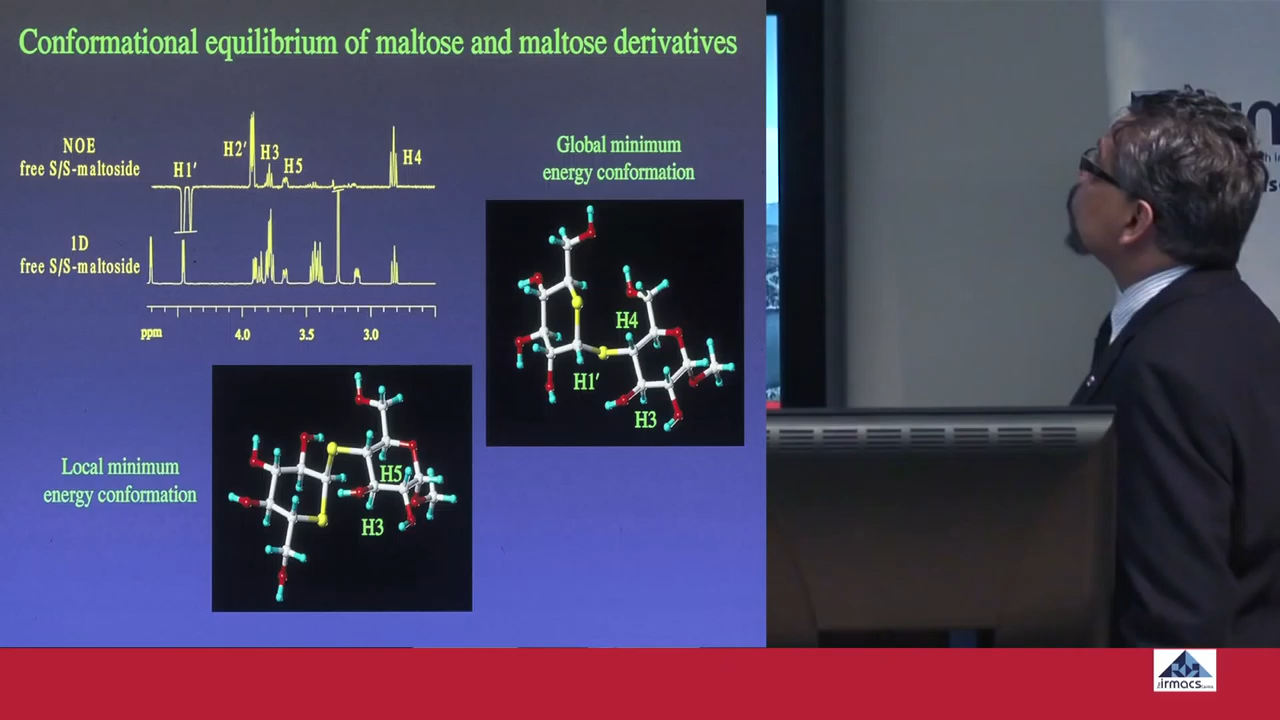 Conformational equilibrium of maltose and maltose derivatives
NOE
free S/S-maltoside
H1′
H2′
H3
H5
H4
1D
free S/S-maltoside
ppm
4.0
3.5
3.0
Global minimum
energy conformation
H4
H1′
H3
Local minimum
energy conformation
H5
H3
irmacs